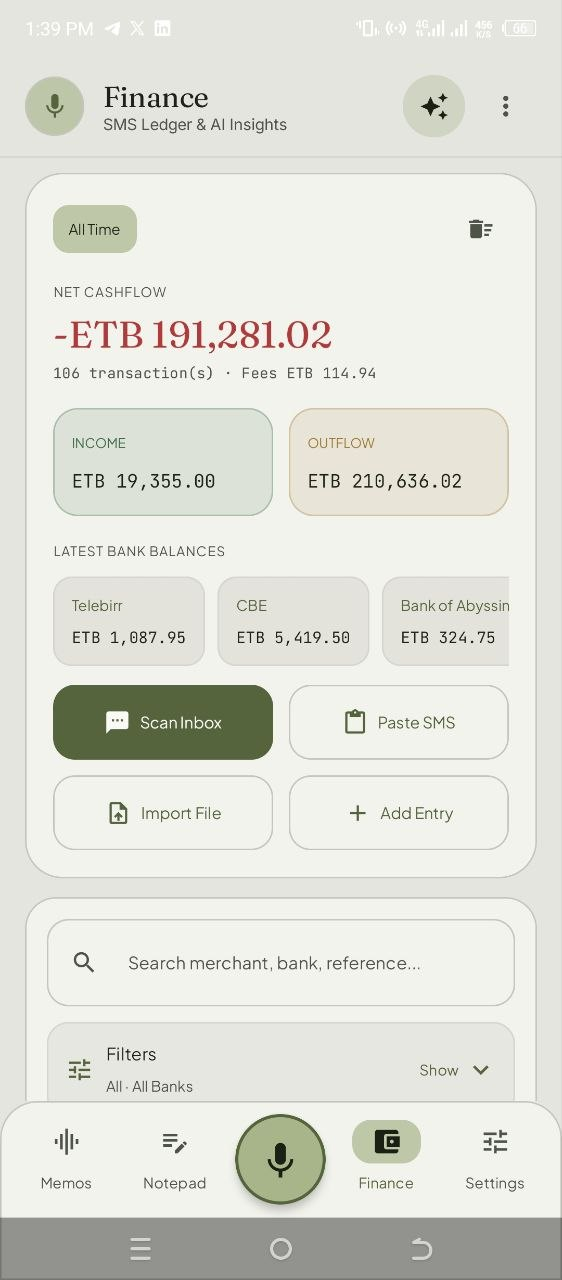 1:39 PM
4G
456 K/S
66
Finance
SMS Ledger & AI Insights
All Time
NET CASHFLOW
-ETB 191,281.02
106 transaction(s) · Fees ETB 114.94
INCOME
ETB 19,355.00
OUTFLOW
ETB 210,636.02
LATEST BANK BALANCES
Telebirr
ETB 1,087.95
CBE
ETB 5,419.50
Bank of Abyssin
ETB 324.75
Scan Inbox
Paste SMS
Import File
Add Entry
Search merchant, bank, reference...
Filters
All · All Banks
Show
Memos
Notepad
Finance
Settings